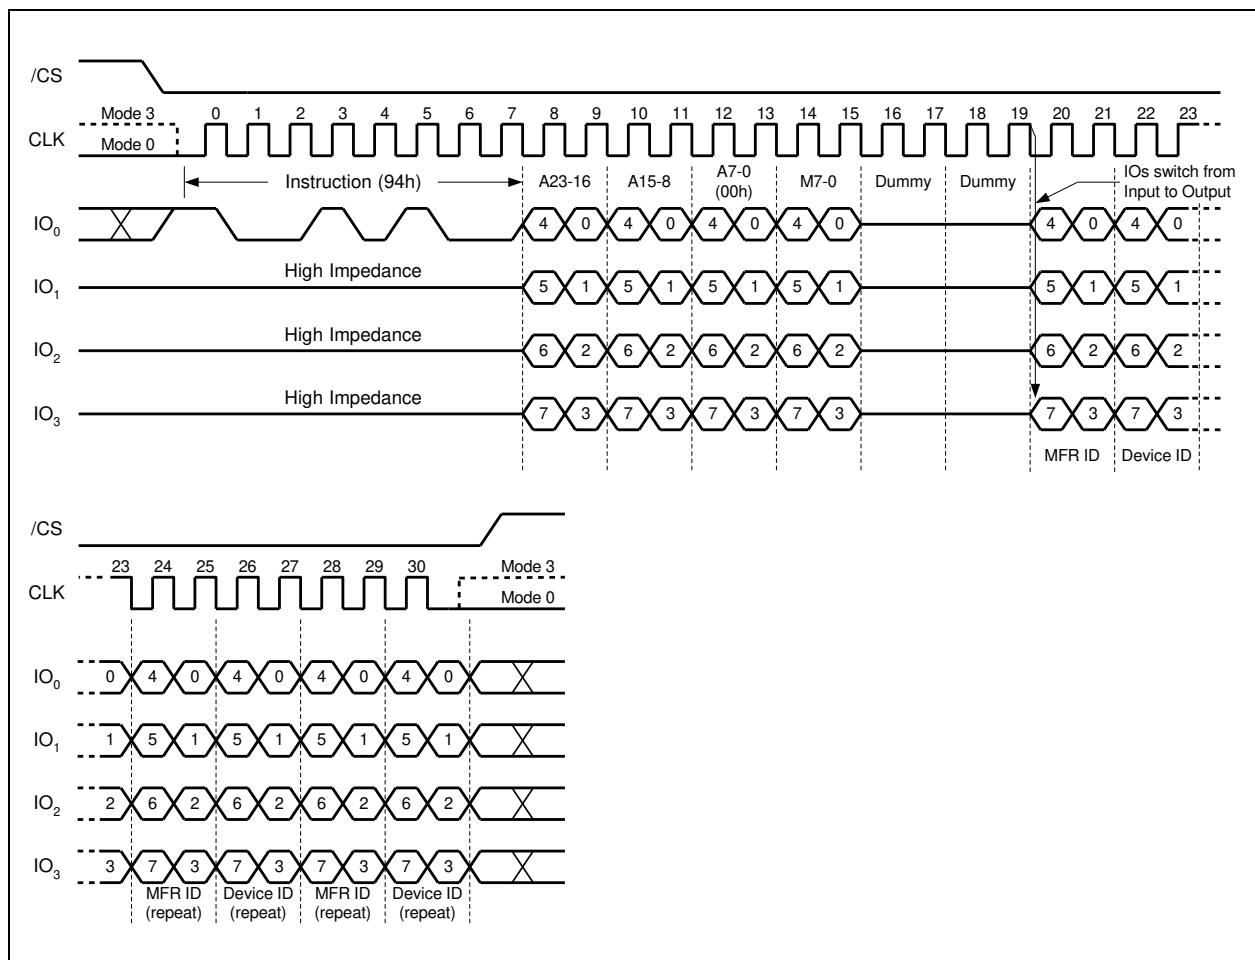 /CS
Mode 3 0 1 2 3 4 5 6 7 8 9 10 11 12 13 14 15 16 17 18 19 20 21 22 23
CLK
Mode 0
Instruction (94h) A23-16 A15-8 A7-0 M7-0 Dummy Dummy IOs switch from
(00h) Input to Output
IO0 4 0 4 0 4 0 4 0 4 0 4 0
High Impedance
IO1 5 1 5 1 5 1 5 1 5 1 5 1
High Impedance
IO2 6 2 6 2 6 2 6 2 6 2 6 2
High Impedance
IO3 7 3 7 3 7 3 7 3 7 3 7 3
MFR ID Device ID
/CS
23 24 25 26 27 28 29 30 Mode 3
CLK
Mode 0
IO0 0 4 0 4 0 4 0 4 0
IO1 1 5 1 5 1 5 1 5 1
IO2 2 6 2 6 2 6 2 6 2
IO3 3 7 3 7 3 7 3 7 3
MFR ID Device ID MFR ID Device ID
(repeat) (repeat) (repeat) (repeat)